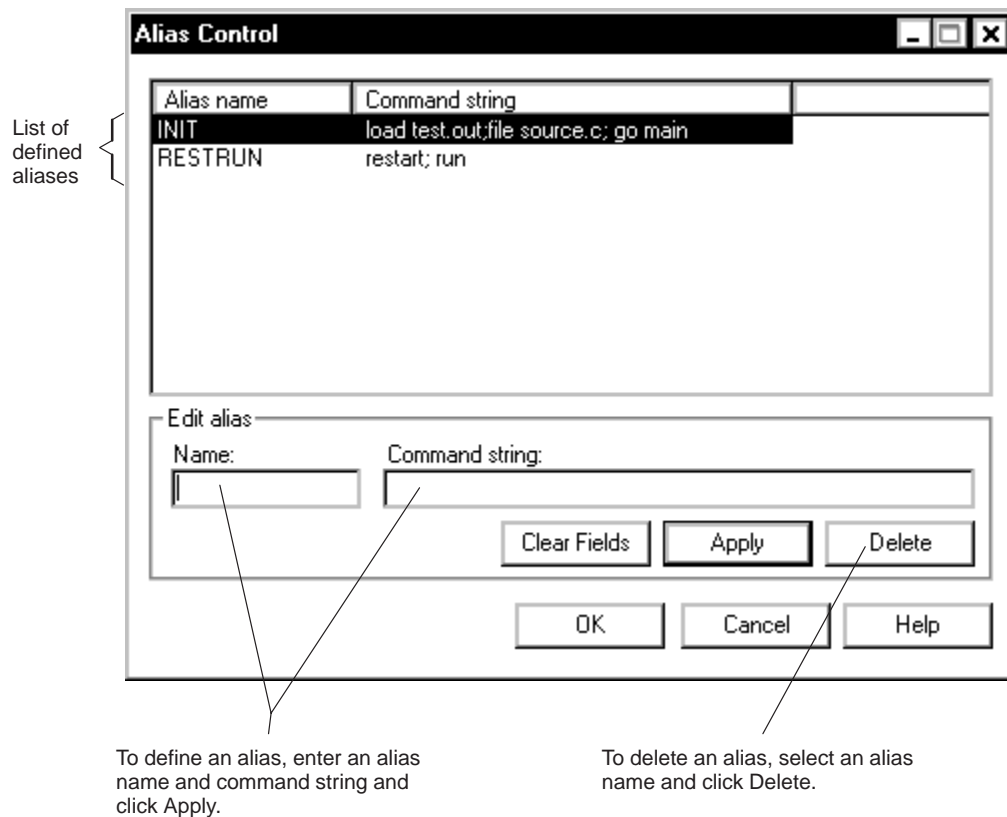 Alias Control
Alias name Command string
List of
defined
aliases
INIT load test.out;file source.c; go main
RESTRUN restart; run
Edit alias
Name: Command string:
Clear Fields Apply Delete
OK Cancel Help
To define an alias, enter an alias
name and command string and
click Apply.
To delete an alias, select an alias
name and click Delete.